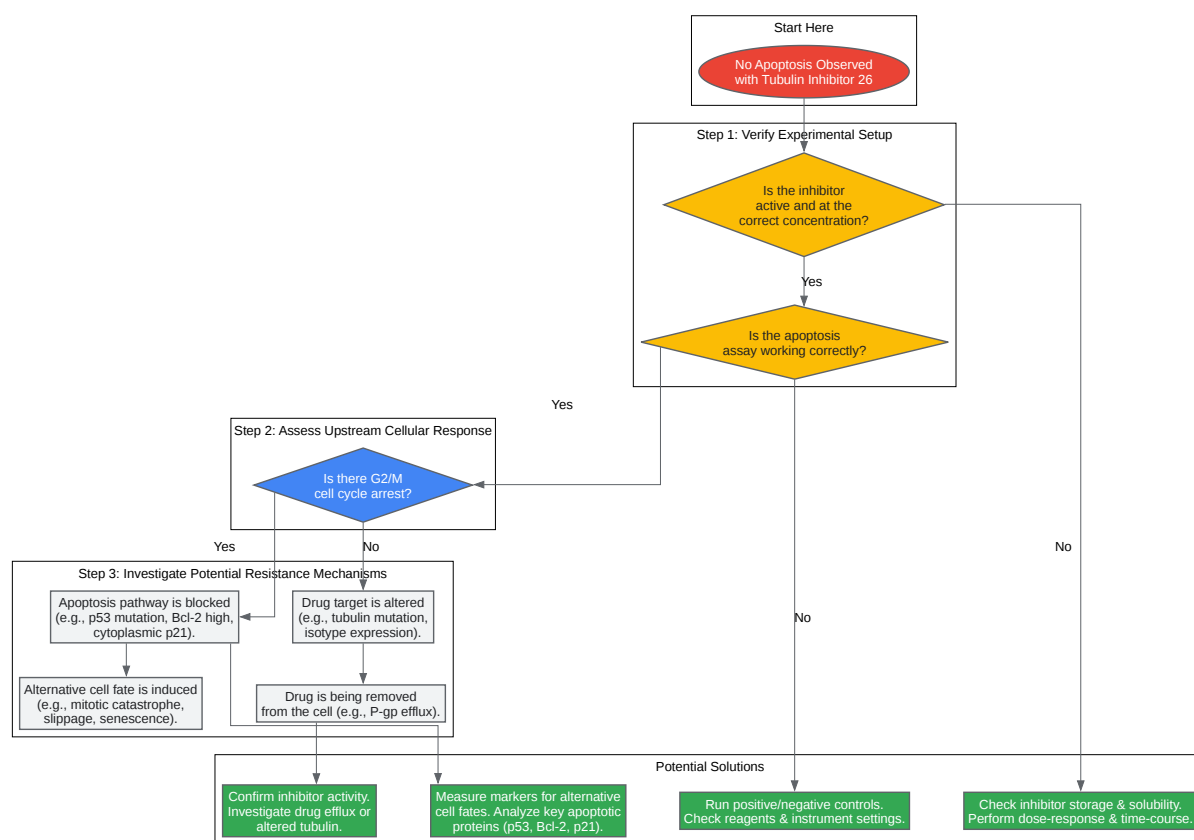 Start Here
No Apoptosis Observed
with Tubulin Inhibitor 26
Step 1: Verify Experimental Setup
Is the inhibitor
active and at the
correct concentration?
Yes
Is the apoptosis
assay working correctly?
Yes
Step 2: Assess Upstream Cellular Response
Is there G2/M
cell cycle arrest?
Yes
No
No
Step 3: Investigate Potential Resistance Mechanisms
Apoptosis pathway is blocked
(e.g., p53 mutation, Bcl-2 high,
cytoplasmic p21).
Drug target is altered
(e.g., tubulin mutation,
isotype expression).
No
Alternative cell fate is induced
(e.g., mitotic catastrophe,
slippage, senescence).
Drug is being removed
from the cell (e.g., P-gp efflux).
Potential Solutions
Confirm inhibitor activity.
Investigate drug efflux or
altered tubulin.
Measure markers for alternative
cell fates. Analyze key apoptotic
proteins (p53, Bcl-2, p21).
Run positive/negative controls.
Check reagents & instrument settings.
Check inhibitor storage & solubility.
Perform dose-response & time-course.